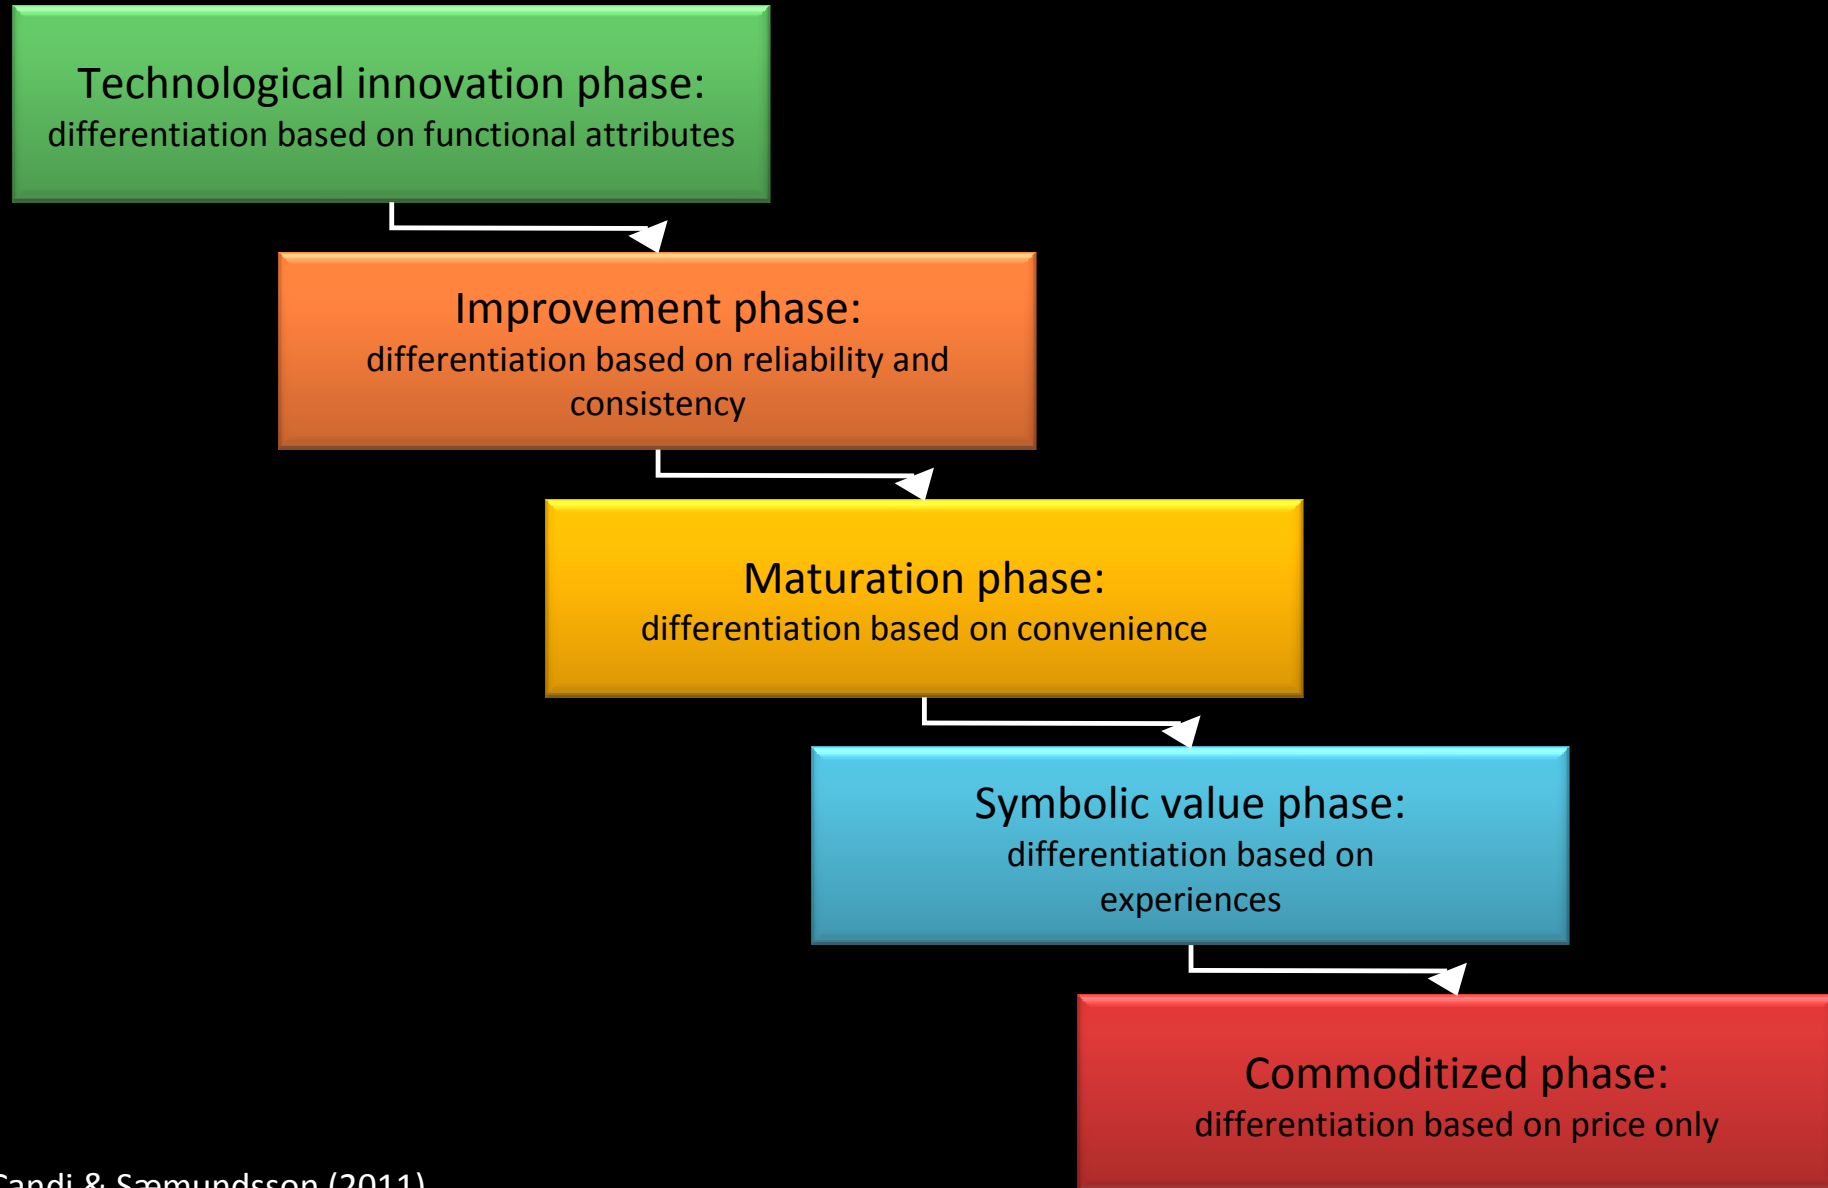 Technological innovation phase:
differentiation based on functional attributes
Improvement phase:
differentiation based on reliability and
consistency
Maturation phase:
differentiation based on convenience
Symbolic value phase:
differentiation based on
experiences
Commoditized phase:
differentiation based on price only
Candi & Sæmundsson (2011)